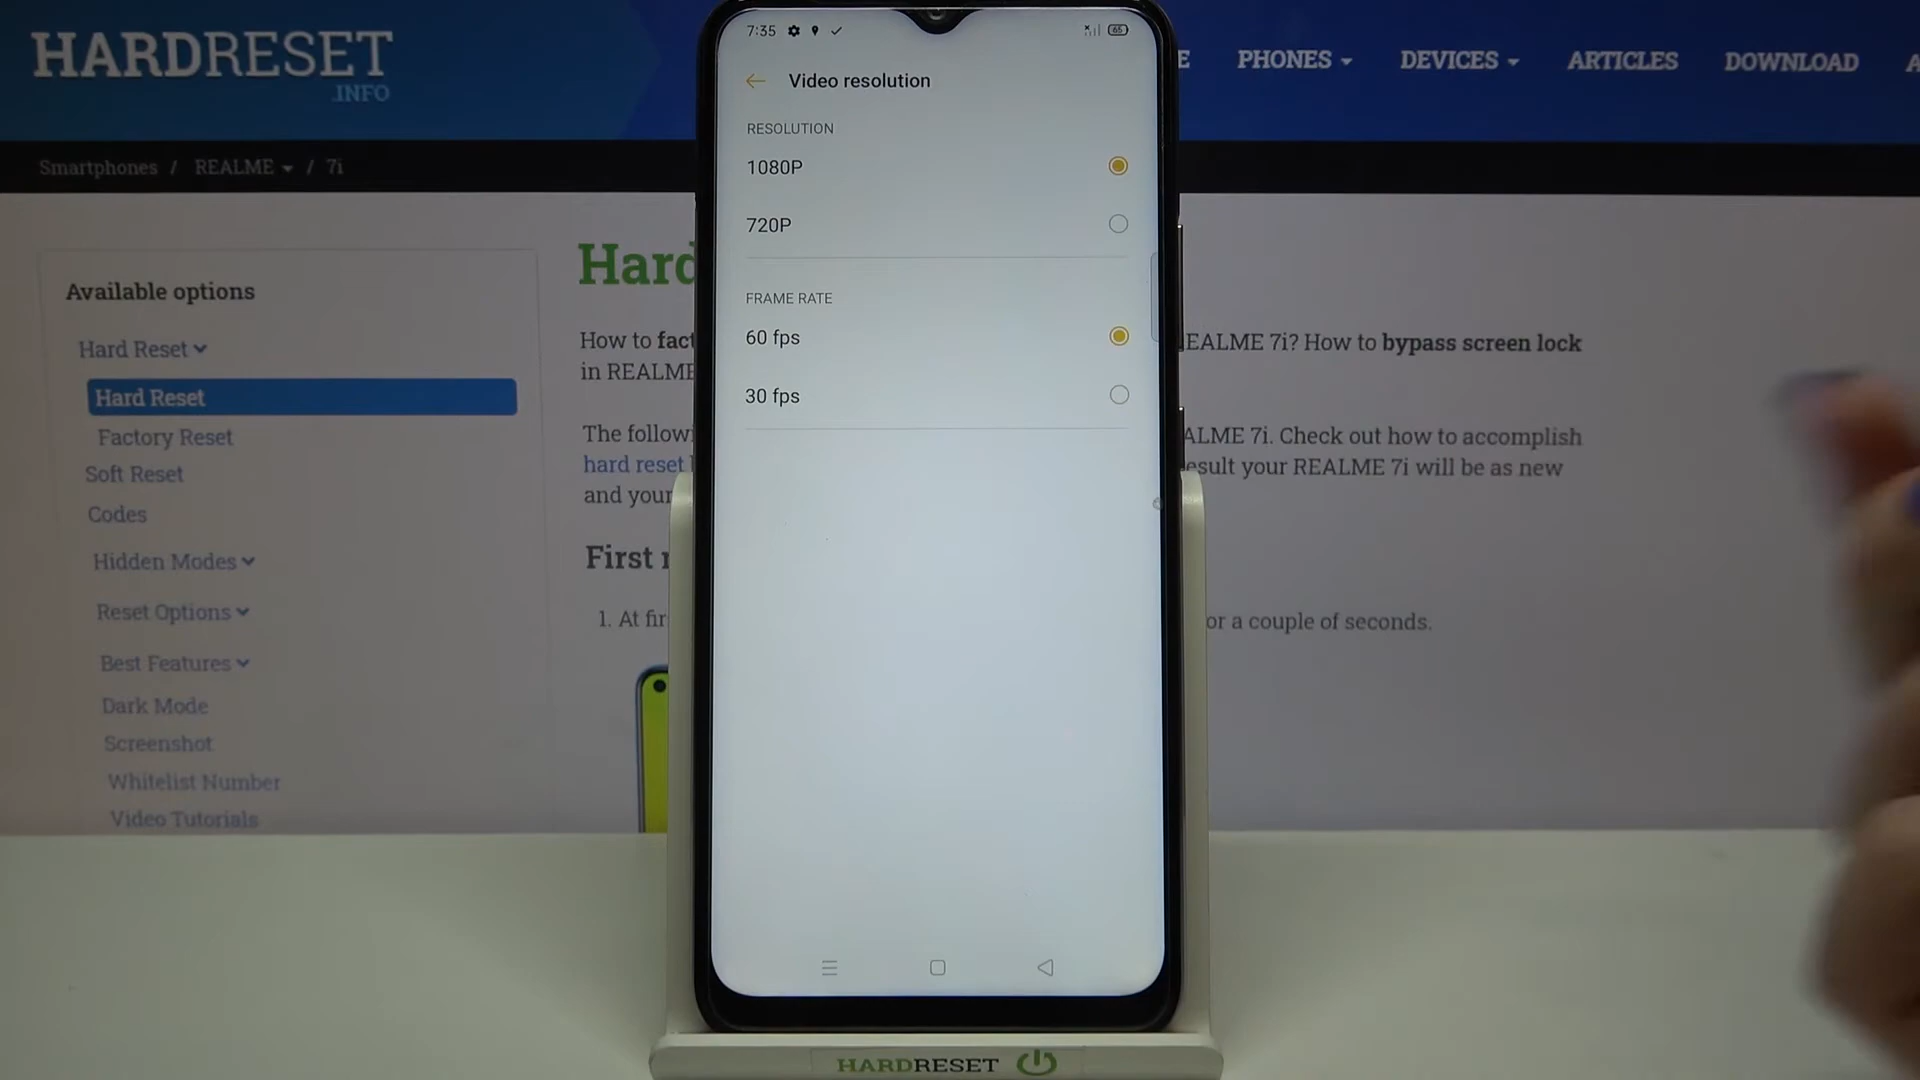 HARDRESET
.INFO
PHONES
DEVICES
ARTICLES
DOWNLOAD
Smartphones / REALME / 7i
Available options
Hard Reset
Hard Reset
Factory Reset
Soft Reset
Codes
Hidden Modes
Reset Options
Best Features
Dark Mode
Screenshot
Whitelist Number
Video Tutorials
Hard
How to fact
EALME 7i? How to bypass screen lock
in REALME
The follow
ALME 7i. Check out how to accomplish
hard reset
esult your REALME 7i will be as new
and your
First
1. At fir
or a couple of seconds.
7:35
65
Video resolution
RESOLUTION
1080P
720P
FRAME RATE
60 fps
30 fps
HARDRESET